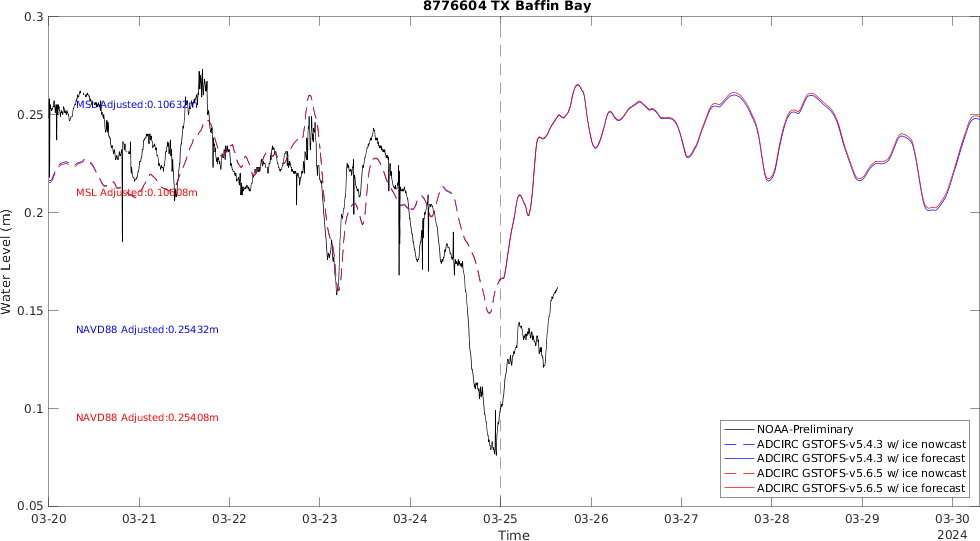 8776604 TX Baffin Bay
0.3
0.25
0.2
0.15
0.1
0.05
Water Level (m)
MSL Adjusted:0.10632m
MSL Adjusted:0.10608m
NAVD88 Adjusted:0.25432m
NAVD88 Adjusted:0.25408m
NOAA-Preliminary
ADCIRC GSTOFS-v5.4.3 w/ ice nowcast
ADCIRC GSTOFS-v5.4.3 w/ ice forecast
ADCIRC GSTOFS-v5.6.5 w/ ice nowcast
ADCIRC GSTOFS-v5.6.5 w/ ice forecast
03-20 03-21 03-22 03-23 03-24 03-25 03-26 03-27 03-28 03-29 03-30
2024
Time